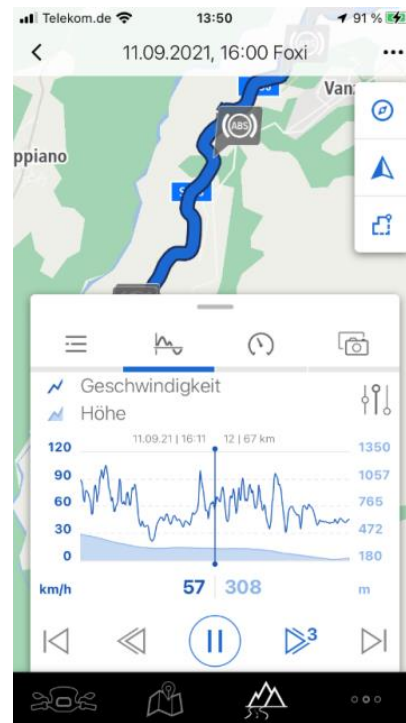 Telekom.de 13:50 91 %
11.09.2021, 16:00 Foxi
Van
ppiano
ABS
Geschwindigkeit
Höhe
11.09.21 | 16:11 12 | 67 km
120 1350
90 1057
60 765
30 472
0 180
km/h 57 308 m
3